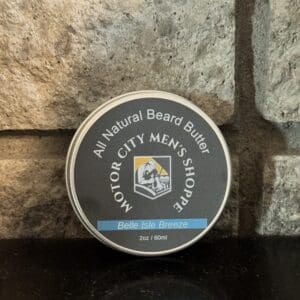 All Natural Beard Butter
MOTOR CITY MEN'S SHOPPE
Belle Isle Breeze
2oz / 60ml